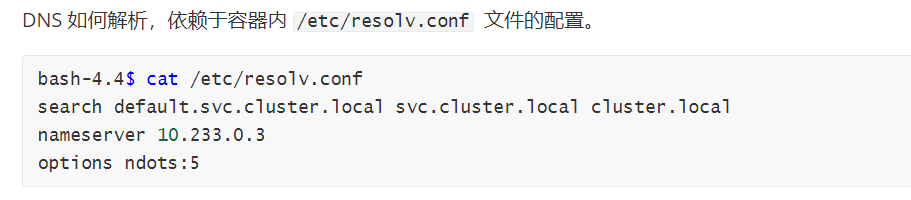 DNS 如何解析，依赖于容器内 /etc/resolv.conf 文件的配置。
bash-4.4$ cat /etc/resolv.conf
search default.svc.cluster.local svc.cluster.local cluster.local
nameserver 10.233.0.3
options ndots:5